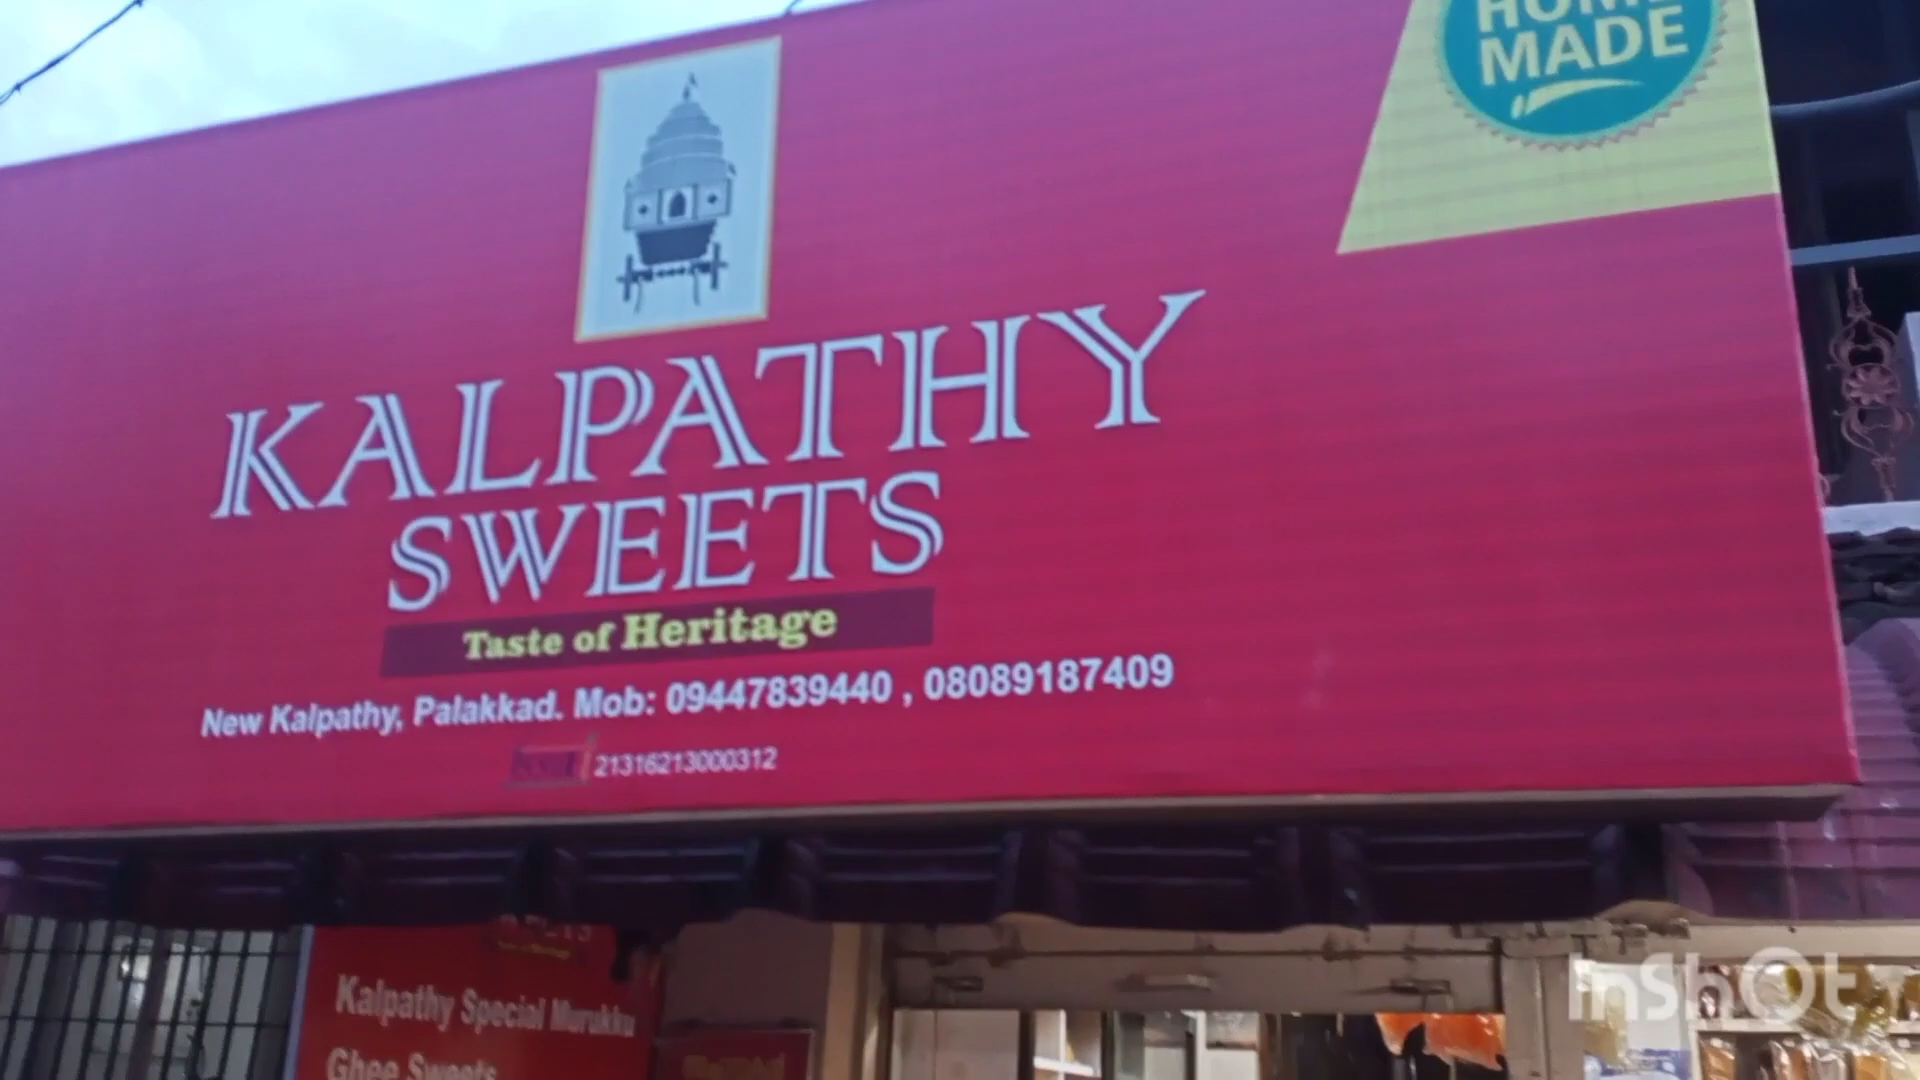 HOME
MADE
KALPATHY
SWEETS
Taste of Heritage
New Kalpathy, Palakkad. Mob: 09447839440 , 08089187409
21316213000312
Kalpathy Special Murukku
Ghee Sweets
InShOt